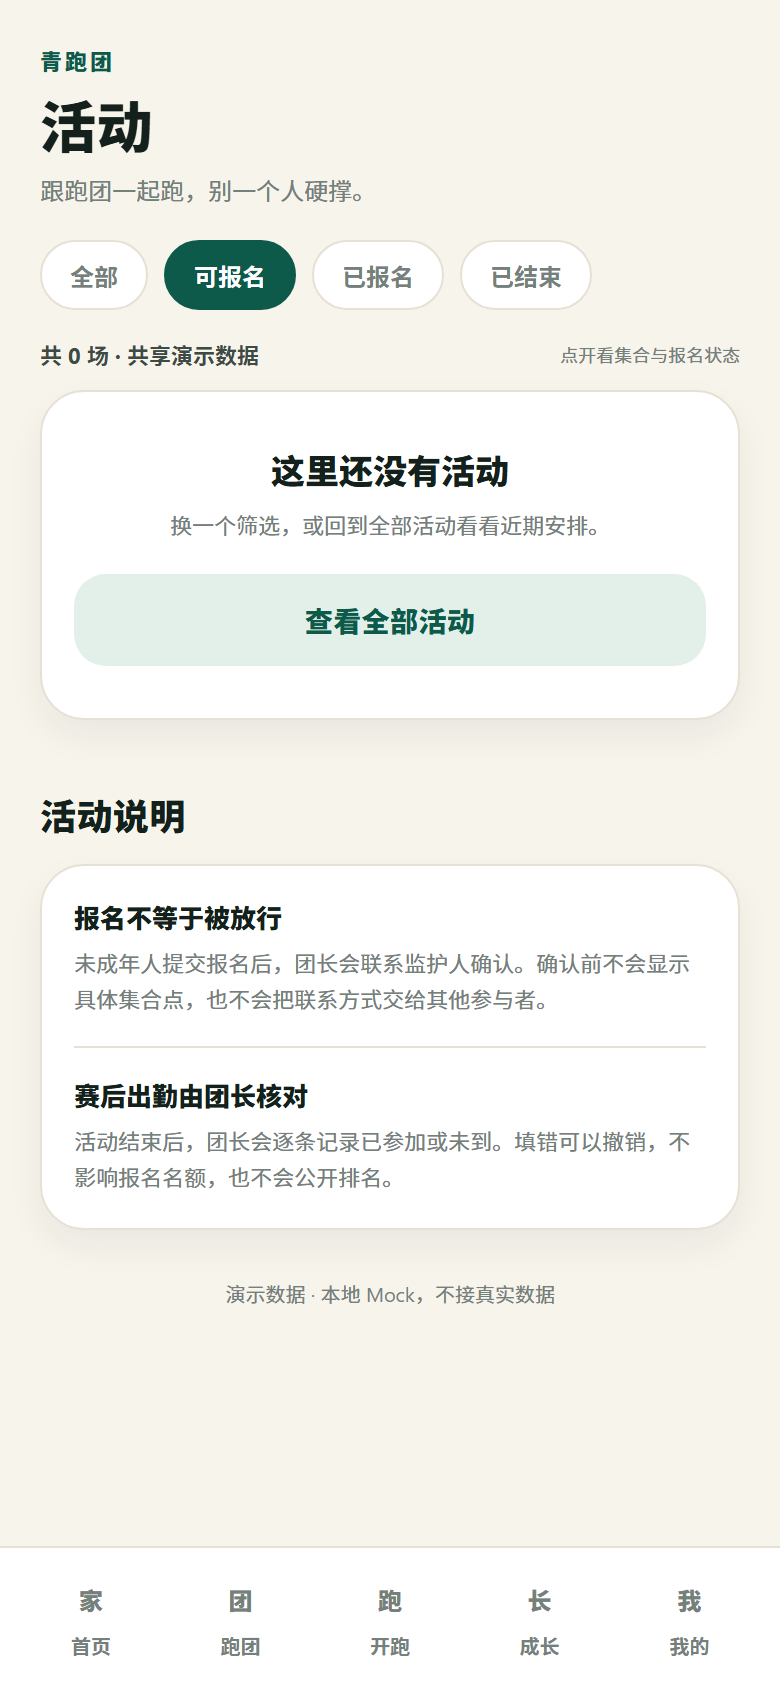 青跑团
活动
跟跑团一起跑，别一个人硬撑。
全部 可报名 已报名 已结束
共 0 场 · 共享演示数据 点开看集合与报名状态
这里还没有活动
换一个筛选，或回到全部活动看看近期安排。
查看全部活动
活动说明
报名不等于被放行
未成年人提交报名后，团长会联系监护人确认。确认前不会显示
具体集合点，也不会把联系方式交给其他参与者。
赛后出勤由团长核对
活动结束后，团长会逐条记录已参加或未到。填错可以撤销，不
影响报名名额，也不会公开排名。
演示数据 · 本地 Mock，不接真实数据
家 团 跑 长 我
首页 跑团 开跑 成长 我的